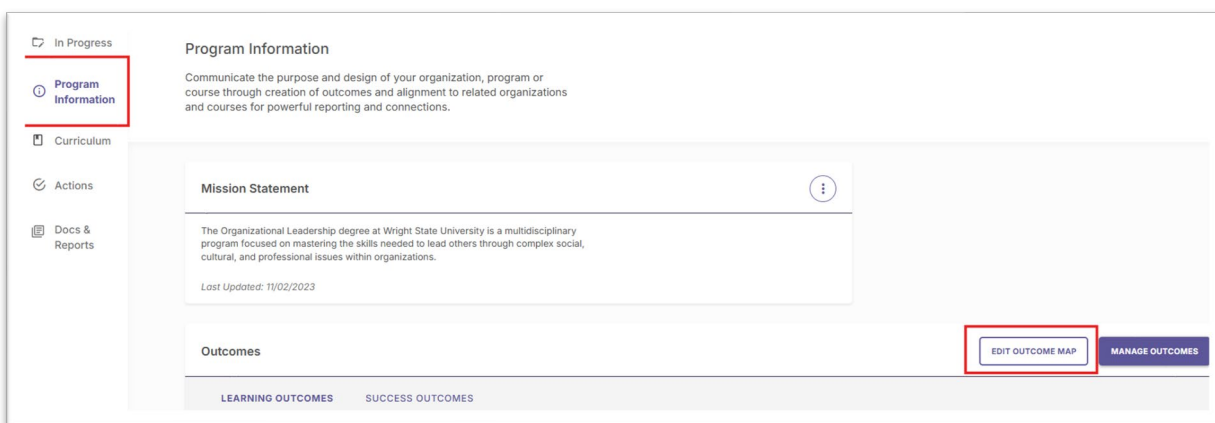 In Progress
Program
Information
Curriculum
Actions
Docs &
Reports
Program Information
Communicate the purpose and design of your organization, program or
course through creation of outcomes and alignment to related organizations
and courses for powerful reporting and connections.
Mission Statement
The Organizational Leadership degree at Wright State University is a multidisciplinary
program focused on mastering the skills needed to lead others through complex social,
cultural, and professional issues within organizations.
Last Updated: 11/02/2023
Outcomes
EDIT OUTCOME MAP
MANAGE OUTCOMES
LEARNING OUTCOMES
SUCCESS OUTCOMES